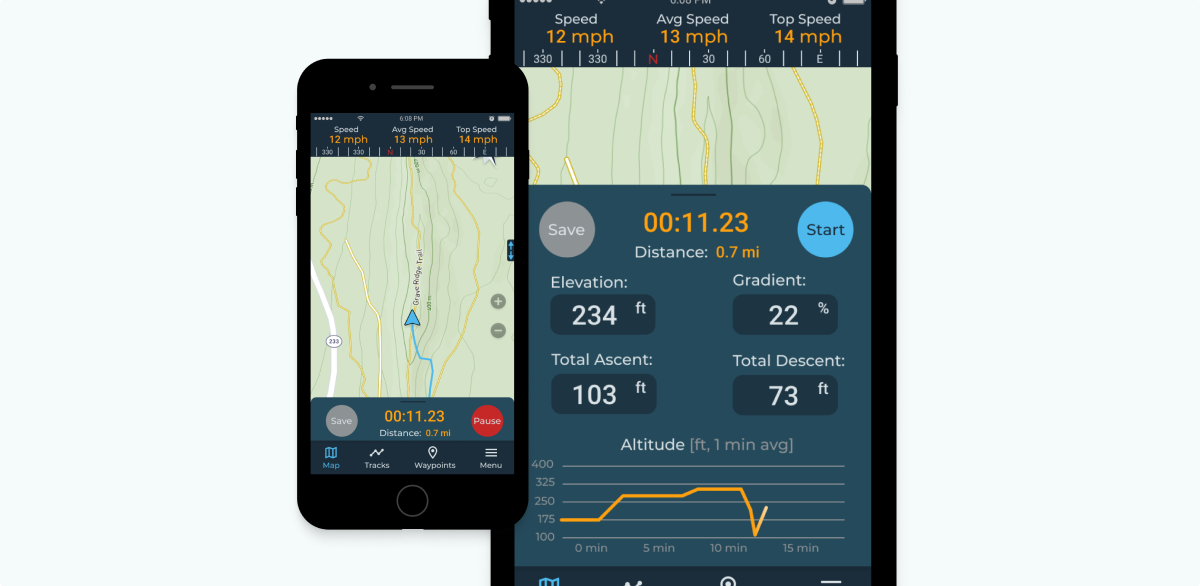 6:08 PM
Speed Avg Speed Top Speed
12 mph 13 mph 14 mph
330 330 N 30 60 E
Grave Ridge Trail
233
Save 00:11.23 Pause
Distance: 0.7 mi
Map Tracks Waypoints Menu
6:08 PM
Speed Avg Speed Top Speed
12 mph 13 mph 14 mph
330 330 N 30 60 E
Save 00:11.23 Start
Distance: 0.7 mi
Elevation: Gradient:
234 ft 22 %
Total Ascent: Total Descent:
103 ft 73 ft
Altitude [ft, 1 min avg]
400
325
250
175
100
0 min 5 min 10 min 15 min